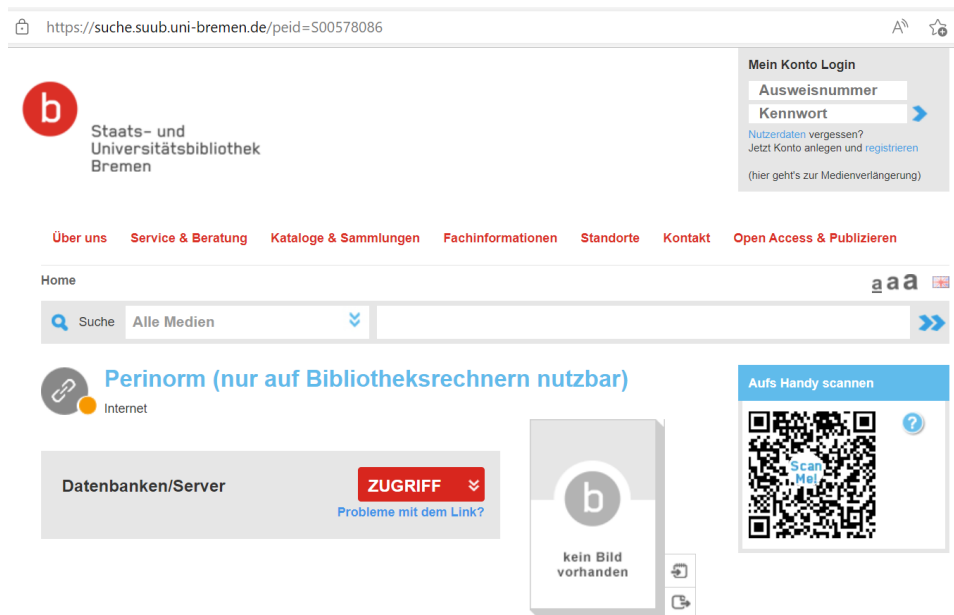 https://suche.suub.uni-bremen.de/peid=S00578086
b
Staats- und
Universitätsbibliothek
Bremen
Mein Konto Login
Ausweisnummer
Kennwort
Nutzerdaten vergessen?
Jetzt Konto anlegen und registrieren
(hier geht's zur Medienverlängerung)
Über uns Service & Beratung Kataloge & Sammlungen Fachinformationen Standorte Kontakt Open Access & Publizieren
Home
a a a
Suche Alle Medien
Perinorm (nur auf Bibliotheksrechnern nutzbar)
Internet
Datenbanken/Server
ZUGRIFF
Probleme mit dem Link?
b
kein Bild
vorhanden
Aufs Handy scannen
Scan
Me!
?